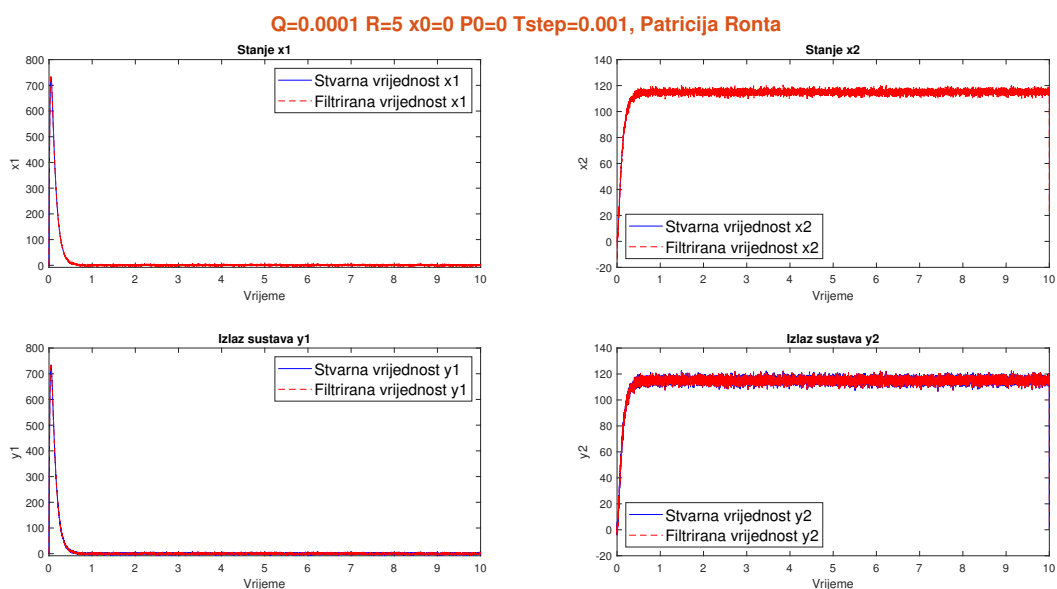 Q=0.0001 R=5 x0=0 P0=0 Tstep=0.001, Patricija Ronta
Stanje x1
800
700
600
500
400
300
200
100
0
x1
Stvarna vrijednost x1
Filtrirana vrijednost x1
0 1 2 3 4 5 6 7 8 9 10
Vrijeme
Stanje x2
140
120
100
80
60
40
20
0
-20
x2
Stvarna vrijednost x2
Filtrirana vrijednost x2
0 1 2 3 4 5 6 7 8 9 10
Vrijeme
Izlaz sustava y1
800
700
600
500
400
300
200
100
0
y1
Stvarna vrijednost y1
Filtrirana vrijednost y1
0 1 2 3 4 5 6 7 8 9 10
Vrijeme
Izlaz sustava y2
140
120
100
80
60
40
20
0
-20
y2
Stvarna vrijednost y2
Filtrirana vrijednost y2
0 1 2 3 4 5 6 7 8 9 10
Vrijeme